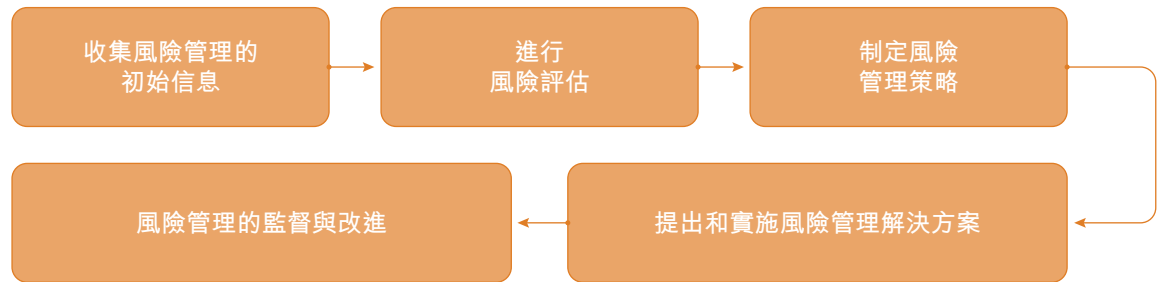 收集風險管理的
初始信息
進行
風險評估
制定風險
管理策略
提出和實施風險管理解決方案
風險管理的監督與改進